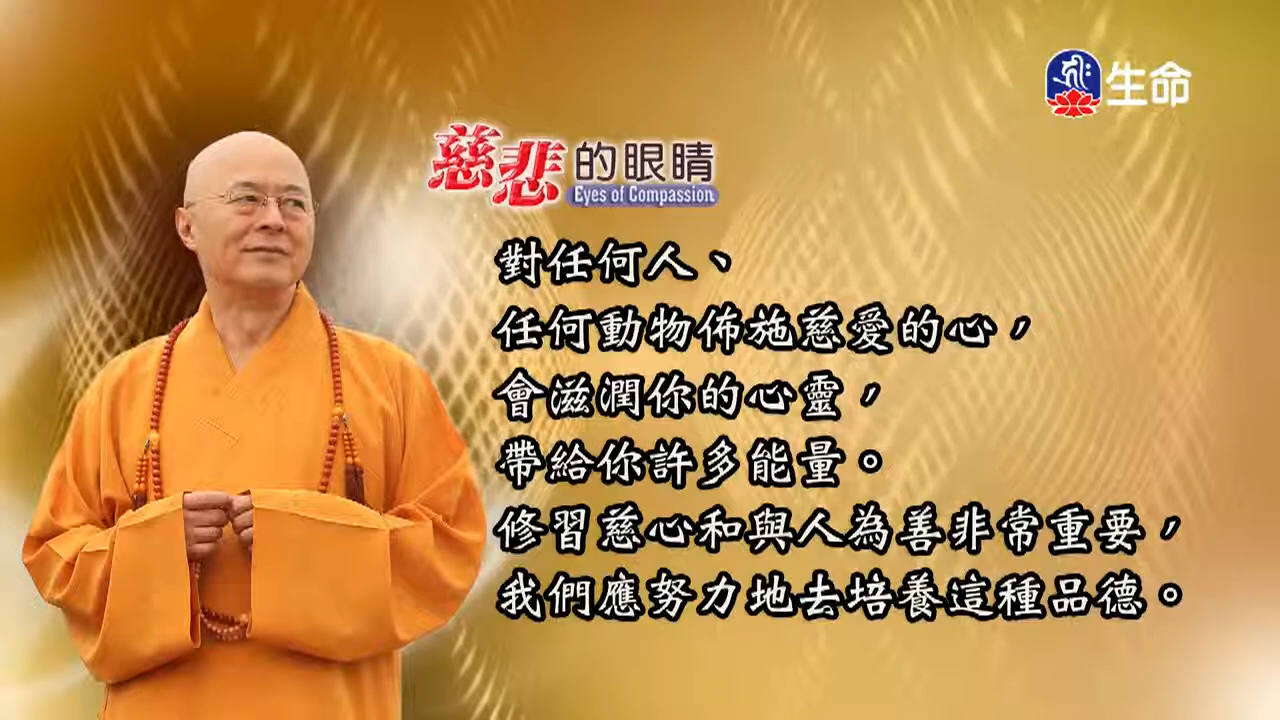 生命
慈悲的眼睛
Eyes of Compassion
對任何人、
任何動物佈施慈愛的心，
會滋潤你的心靈，
帶給你許多能量。
修習慈心和與人為善非常重要，
我們應努力地去培養這種品德。